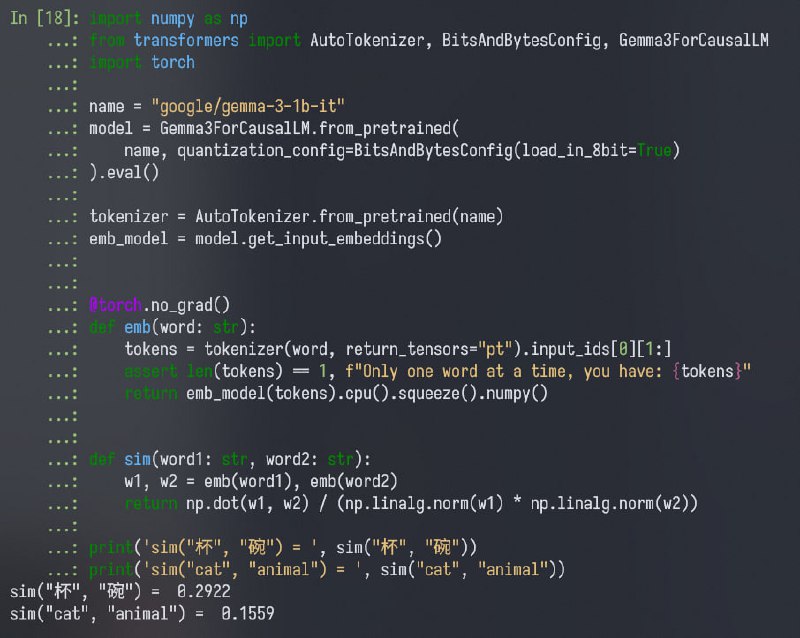 In [18]: import numpy as np
    ...: from transformers import AutoTokenizer, BitsAndBytesConfig, Gemma3ForCausalLM
    ...: import torch
    ...:
    ...: name = "google/gemma-3-1b-it"
    ...: model = Gemma3ForCausalLM.from_pretrained(
    ...:     name, quantization_config=BitsAndBytesConfig(load_in_8bit=True)
    ...: ).eval()
    ...:
    ...: tokenizer = AutoTokenizer.from_pretrained(name)
    ...: emb_model = model.get_input_embeddings()
    ...:
    ...:
    ...: @torch.no_grad()
    ...: def emb(word: str):
    ...:     tokens = tokenizer(word, return_tensors="pt").input_ids[0][1:]
    ...:     assert len(tokens) == 1, f"Only one word at a time, you have: {tokens}"
    ...:     return emb_model(tokens).cpu().squeeze().numpy()
    ...:
    ...:
    ...: def sim(word1: str, word2: str):
    ...:     w1, w2 = emb(word1), emb(word2)
    ...:     return np.dot(w1, w2) / (np.linalg.norm(w1) * np.linalg.norm(w2))
    ...:
    ...: print('sim("杯", "碗") = ', sim("杯", "碗"))
    ...: print('sim("cat", "animal") = ', sim("cat", "animal"))
sim("杯", "碗") =  0.2922
sim("cat", "animal") =  0.1559